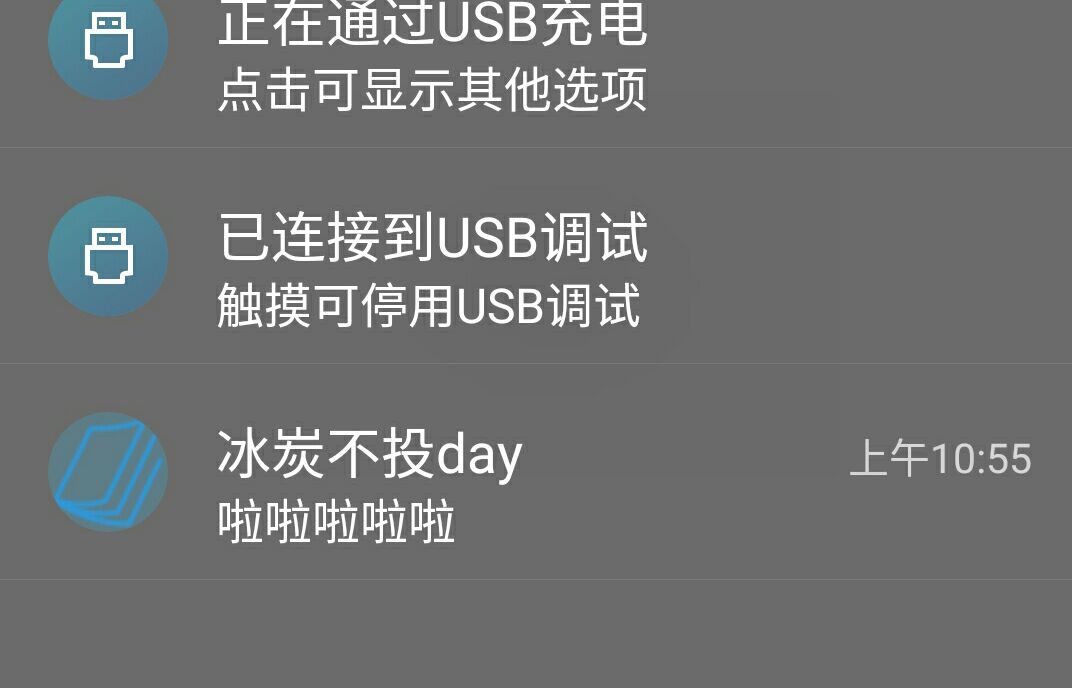 正在通过USB充电
点击可显示其他选项
已连接到USB调试
触摸可停用USB调试
冰炭不投day
上午10:55
啦啦啦啦啦